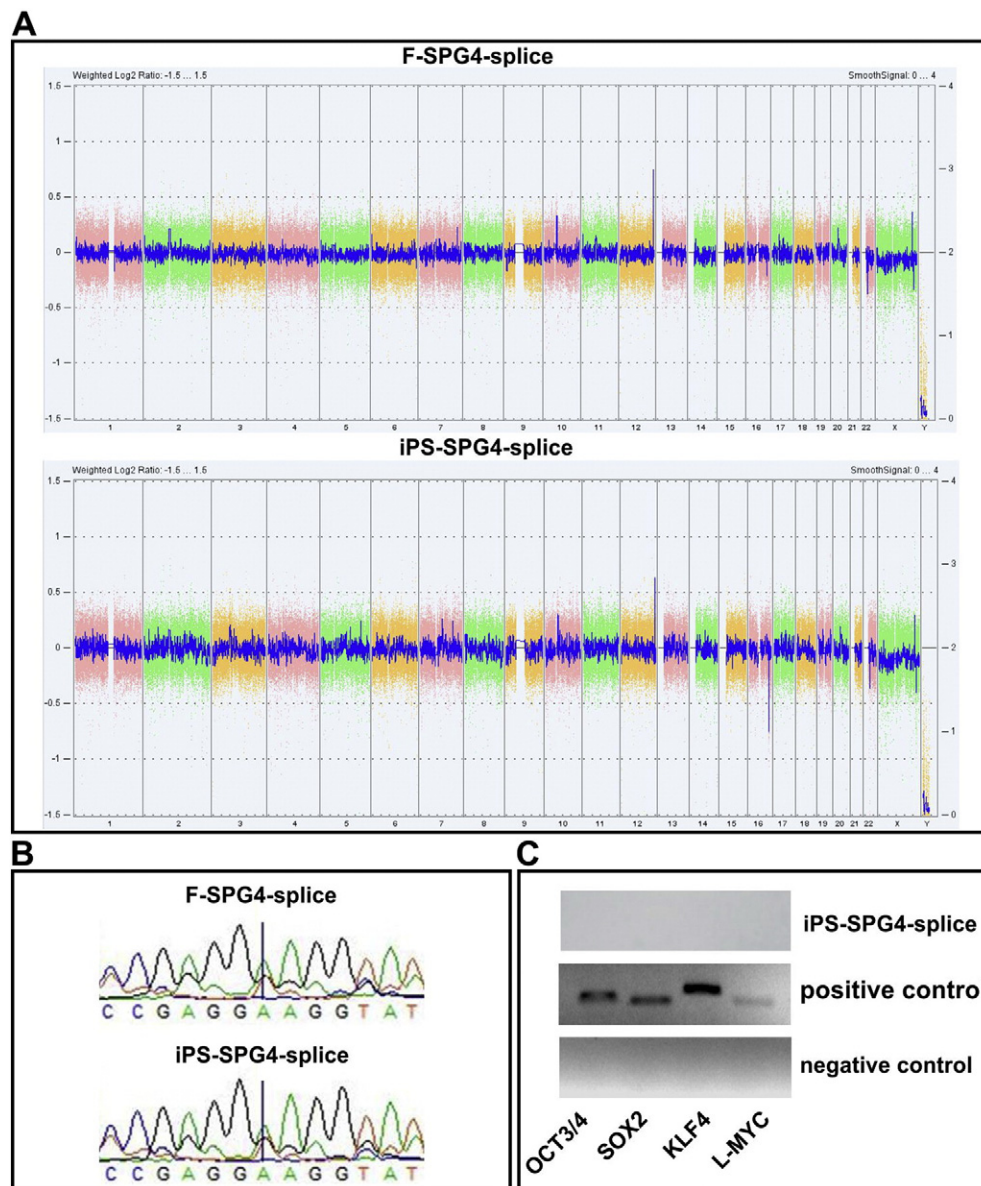 A
F-SPG4-splice
Weighted Log2 Ratio: -1.5 ... 1.5 SmoothSignal: 0 ... 4
1.5 4
1
3
0.5
0 2
-0.5
1
-1
-1.5 0
1 2 3 4 5 6 7 8 9 10 11 12 13 14 15 16 17 18 19 20 21 22 X Y
iPS-SPG4-splice
Weighted Log2 Ratio: -1.5 ... 1.5 SmoothSignal: 0 ... 4
1.5 4
1
3
0.5
0 2
-0.5
1
-1
-1.5 0
1 2 3 4 5 6 7 8 9 10 11 12 13 14 15 16 17 18 19 20 21 22 X Y
B
F-SPG4-splice
C C G A G G A A G G T A T
iPS-SPG4-splice
C C G A G G A A G G T A T
C
iPS-SPG4-splice
positive contro
negative control
OCT3/4 SOX2 KLF4 L-MYC